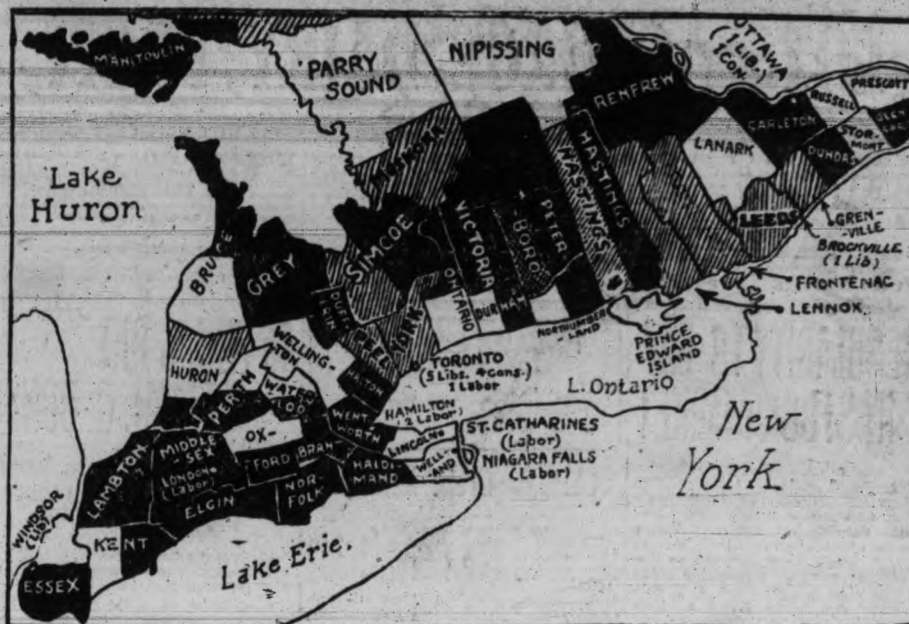 MANITOULIN
PARRY
SOUND
NIPISSING
OTTAWA
(1 LIB.)
1 CON.)
RENFREW
PRESCOTT
RUSSELL
CARLETON
STOR-
MONT
DUNDAS
LANARK
Lake
Huron
MUSKOKA
HASTINGS
HASTINGS
LEEDS
GREN-
-VILLE
BROCKVILLE
(1 Lib)
FRONTENAC
LENNOX
BRUCE
GREY
SIMCOE
VICTORIA
PETER
-BORO
DUFF-
ERIN
ONTARIO
DURHAM
NORTHUMBER-
-LAND
PEEL
YORK
PRINCE
EDWARD
ISLAND
WELLING-
TON-
HURON
PERTH
WATER
LOO
HALTON
TORONTO
(5 Libs. 4 Cons.)
1 Labor
L. Ontario
New
York
HAMILTON
(2 Labor)
WENT
WORTH
LINCOLN
WELL-
AND
ST. CATHARINES
(Labor)
NIAGARA FALLS
(Labor)
LAMBTON
MIDDLE-
SEX
LONDON
(Labor)
OX-
FORD
BRAN-
HALDI
MAND
ELGIN
NOR-
FOLK
WINDSOR
(Lib)
KENT
ESSEX
Lake Erie.